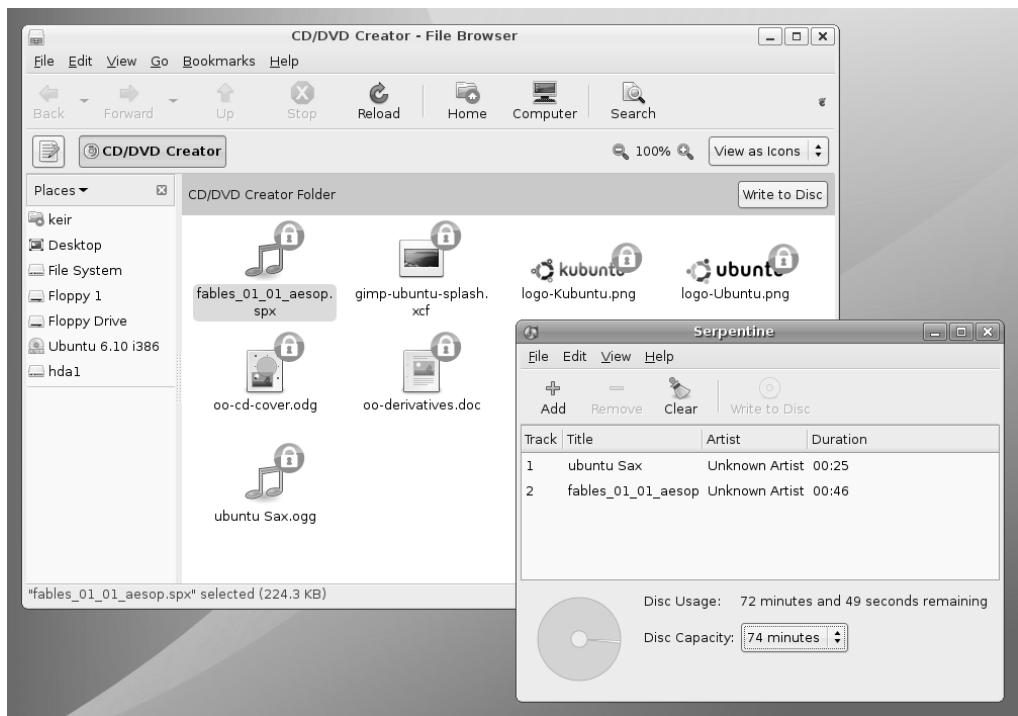 CD/DVD Creator - File Browser
File Edit View Go Bookmarks Help
Back Forward Up Stop Reload Home Computer Search
CD/DVD Creator 100% View as Icons
Places CD/DVD Creator Folder Write to Disc
keir
Desktop
File System
Floppy 1
Floppy Drive
Ubuntu 6.10 i386
hda1
kubuntu ubuntu
fables_01_01_aesop.
spx
gimp-ubuntu-splash.
xcf
logo-Kubuntu.png
logo-Ubuntu.png
oo-cd-cover.odg
oo-derivatives.doc
ubuntu Sax.ogg
"fables_01_01_aesop.spx" selected (224.3 KB)
Serpentine
File Edit View Help
Add Remove Clear Write to Disc
Track Title Artist Duration
1 ubuntu Sax Unknown Artist 00:25
2 fables_01_01_aesop Unknown Artist 00:46
Disc Usage: 72 minutes and 49 seconds remaining
Disc Capacity: 74 minutes